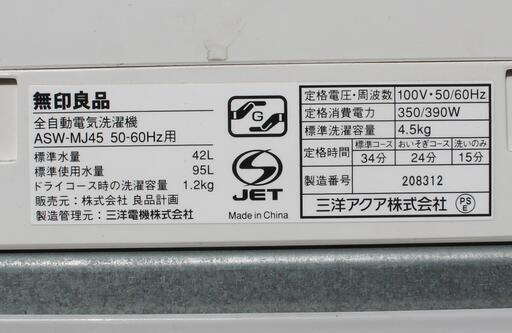 無印良品
全自動電気洗濯機
ASW-MJ45 50-60Hz用
標準水量 42L
標準使用水量 95L
ドライコース時の洗濯容量 1.2kg
販売元：株式会社 良品計画
製造管理元：三洋電機株式会社
G
S
JET
Made in China
定格電圧・周波数 100V・50/60Hz
定格消費電力 350/390W
標準洗濯容量 4.5kg
定格時間 標準コース おいそぎコース 洗いのみ
34分 24分 15分
製造番号 208312
三洋アクア株式会社 PSE